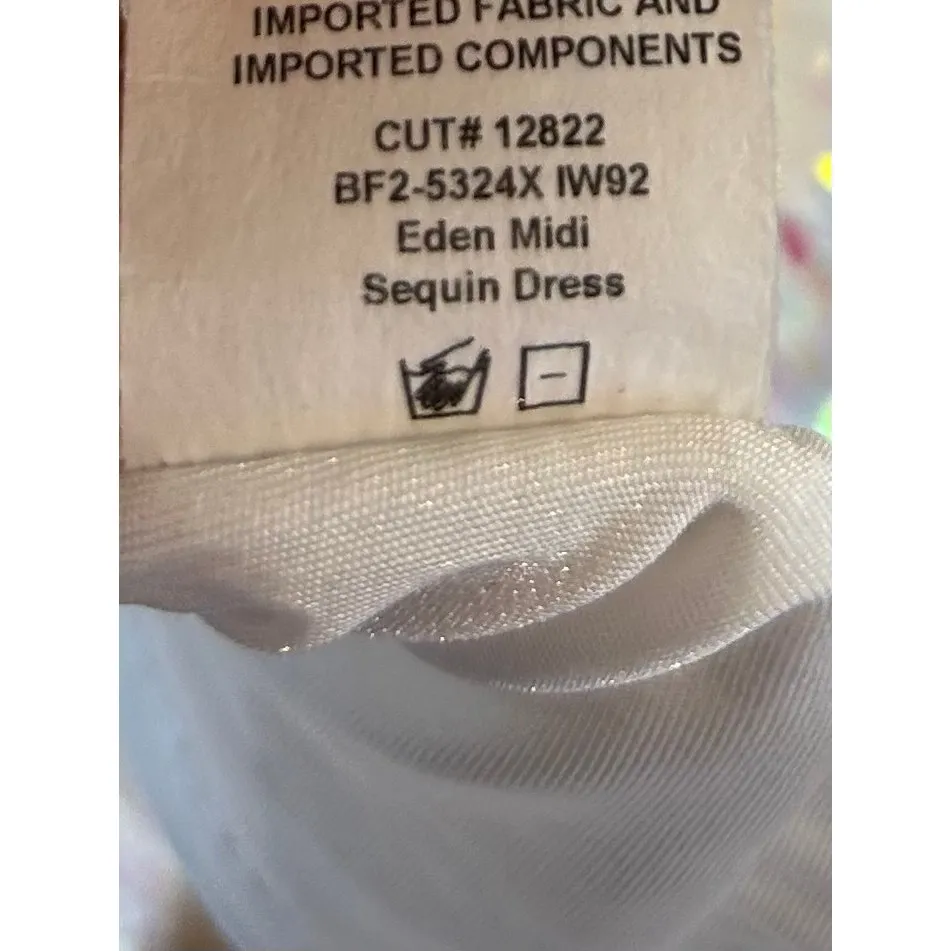 IMPORTED FABRIC AND
IMPORTED COMPONENTS
CUT# 12822
BF2-5324X IW92
Eden Midi
Sequin Dress